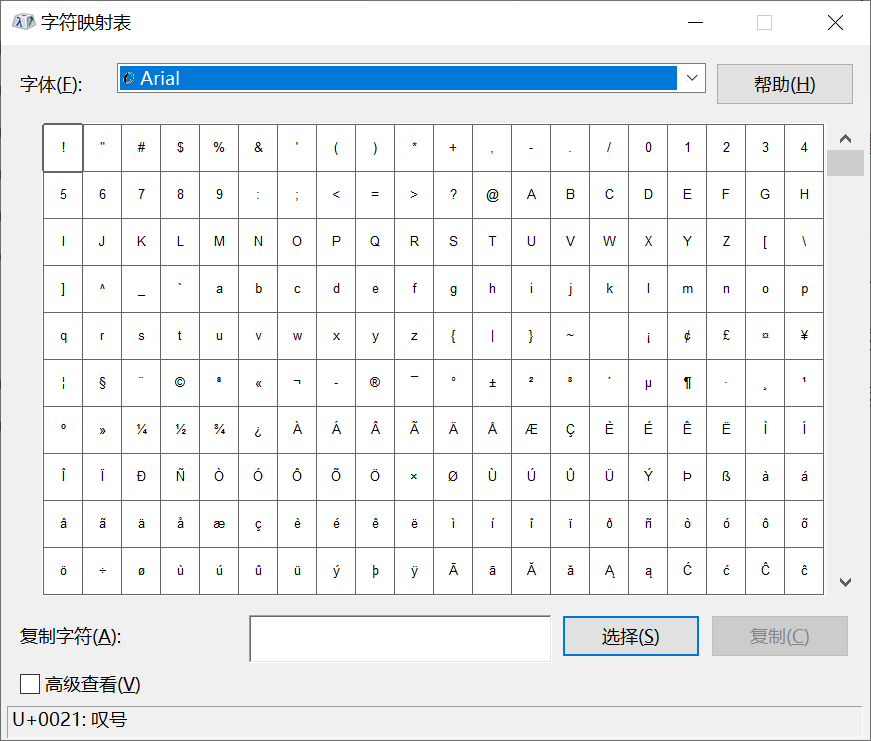 字符映射表
字体(F): Arial 帮助(H)
! " # $ % & ' ( ) * + , - . / 0 1 2 3 4
5 6 7 8 9 : ; < = > ? @ A B C D E F G H
I J K L M N O P Q R S T U V W X Y Z [ \
] ^ _ ` a b c d e f g h i j k l m n o p
q r s t u v w x y z { | } ~ ¡ ¢ £ ¤ ¥
¦ § ¨ © ª « ¬ - ® ¯ ° ± ² ³ ´ µ ¶ · ¸ ¹
º » ¼ ½ ¾ ¿ À Á Â Ã Ä Å Æ Ç È É Ê Ë Ì Í
Î Ï Ð Ñ Ò Ó Ô Õ Ö × Ø Ù Ú Û Ü Ý Þ ß à á
â ã ä å æ ç è é ê ë ì í î ï ð ñ ò ó ô õ
ö ÷ ø ù ú û ü ý þ ÿ Ā ā Ă ă Ą ą Ć ć Ĉ ĉ
复制字符(A): 选择(S) 复制(C)
高级查看(V)
U+0021: 叹号